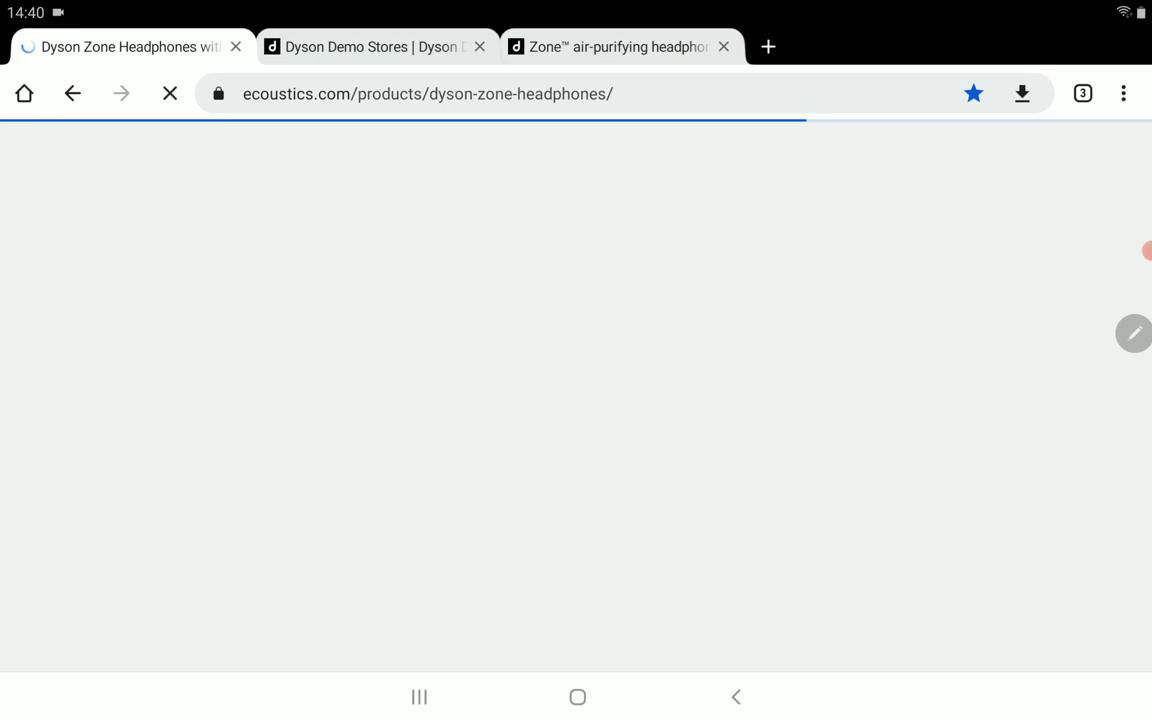 14:40
Dyson Zone Headphones wit
Dyson Demo Stores | Dyson
Zone™ air-purifying headphor
ecoustics.com/products/dyson-zone-headphones/
3